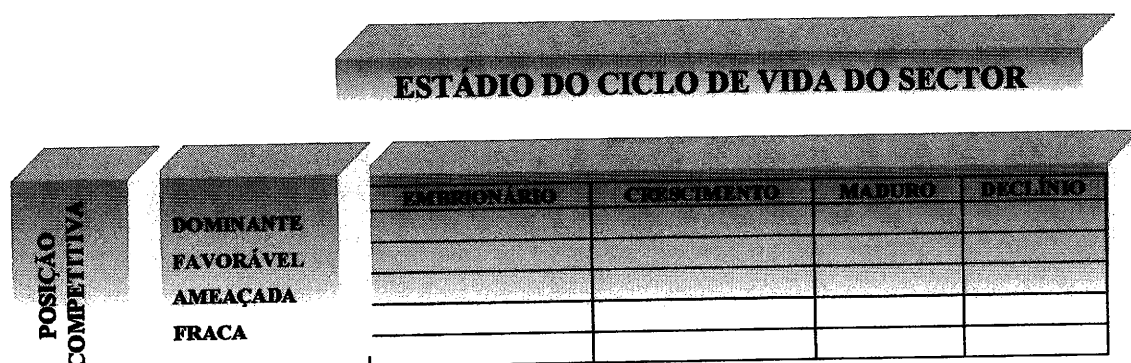 ESTÁDIO DO CICLO DE VIDA DO SECTOR
EMBRIONÁRIO CRESCIMENTO MADURO DECLÍNIO
POSIÇÃO
COMPETITIVA
DOMINANTE
FAVORÁVEL
AMEAÇADA
FRACA